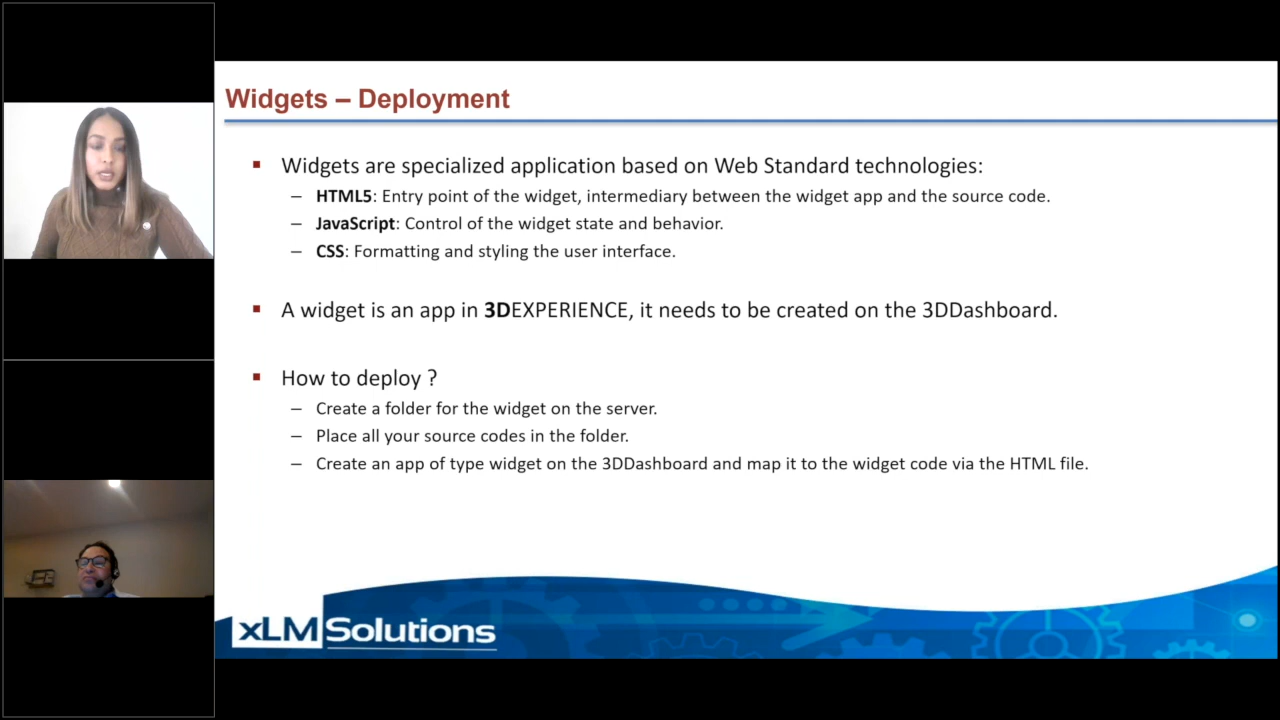 Widgets – Deployment
Widgets are specialized application based on Web Standard technologies:
– HTML5: Entry point of the widget, intermediary between the widget app and the source code.
– JavaScript: Control of the widget state and behavior.
– CSS: Formatting and styling the user interface.
A widget is an app in 3DEXPERIENCE, it needs to be created on the 3DDashboard.
How to deploy ?
– Create a folder for the widget on the server.
– Place all your source codes in the folder.
– Create an app of type widget on the 3DDashboard and map it to the widget code via the HTML file.
xLM Solutions